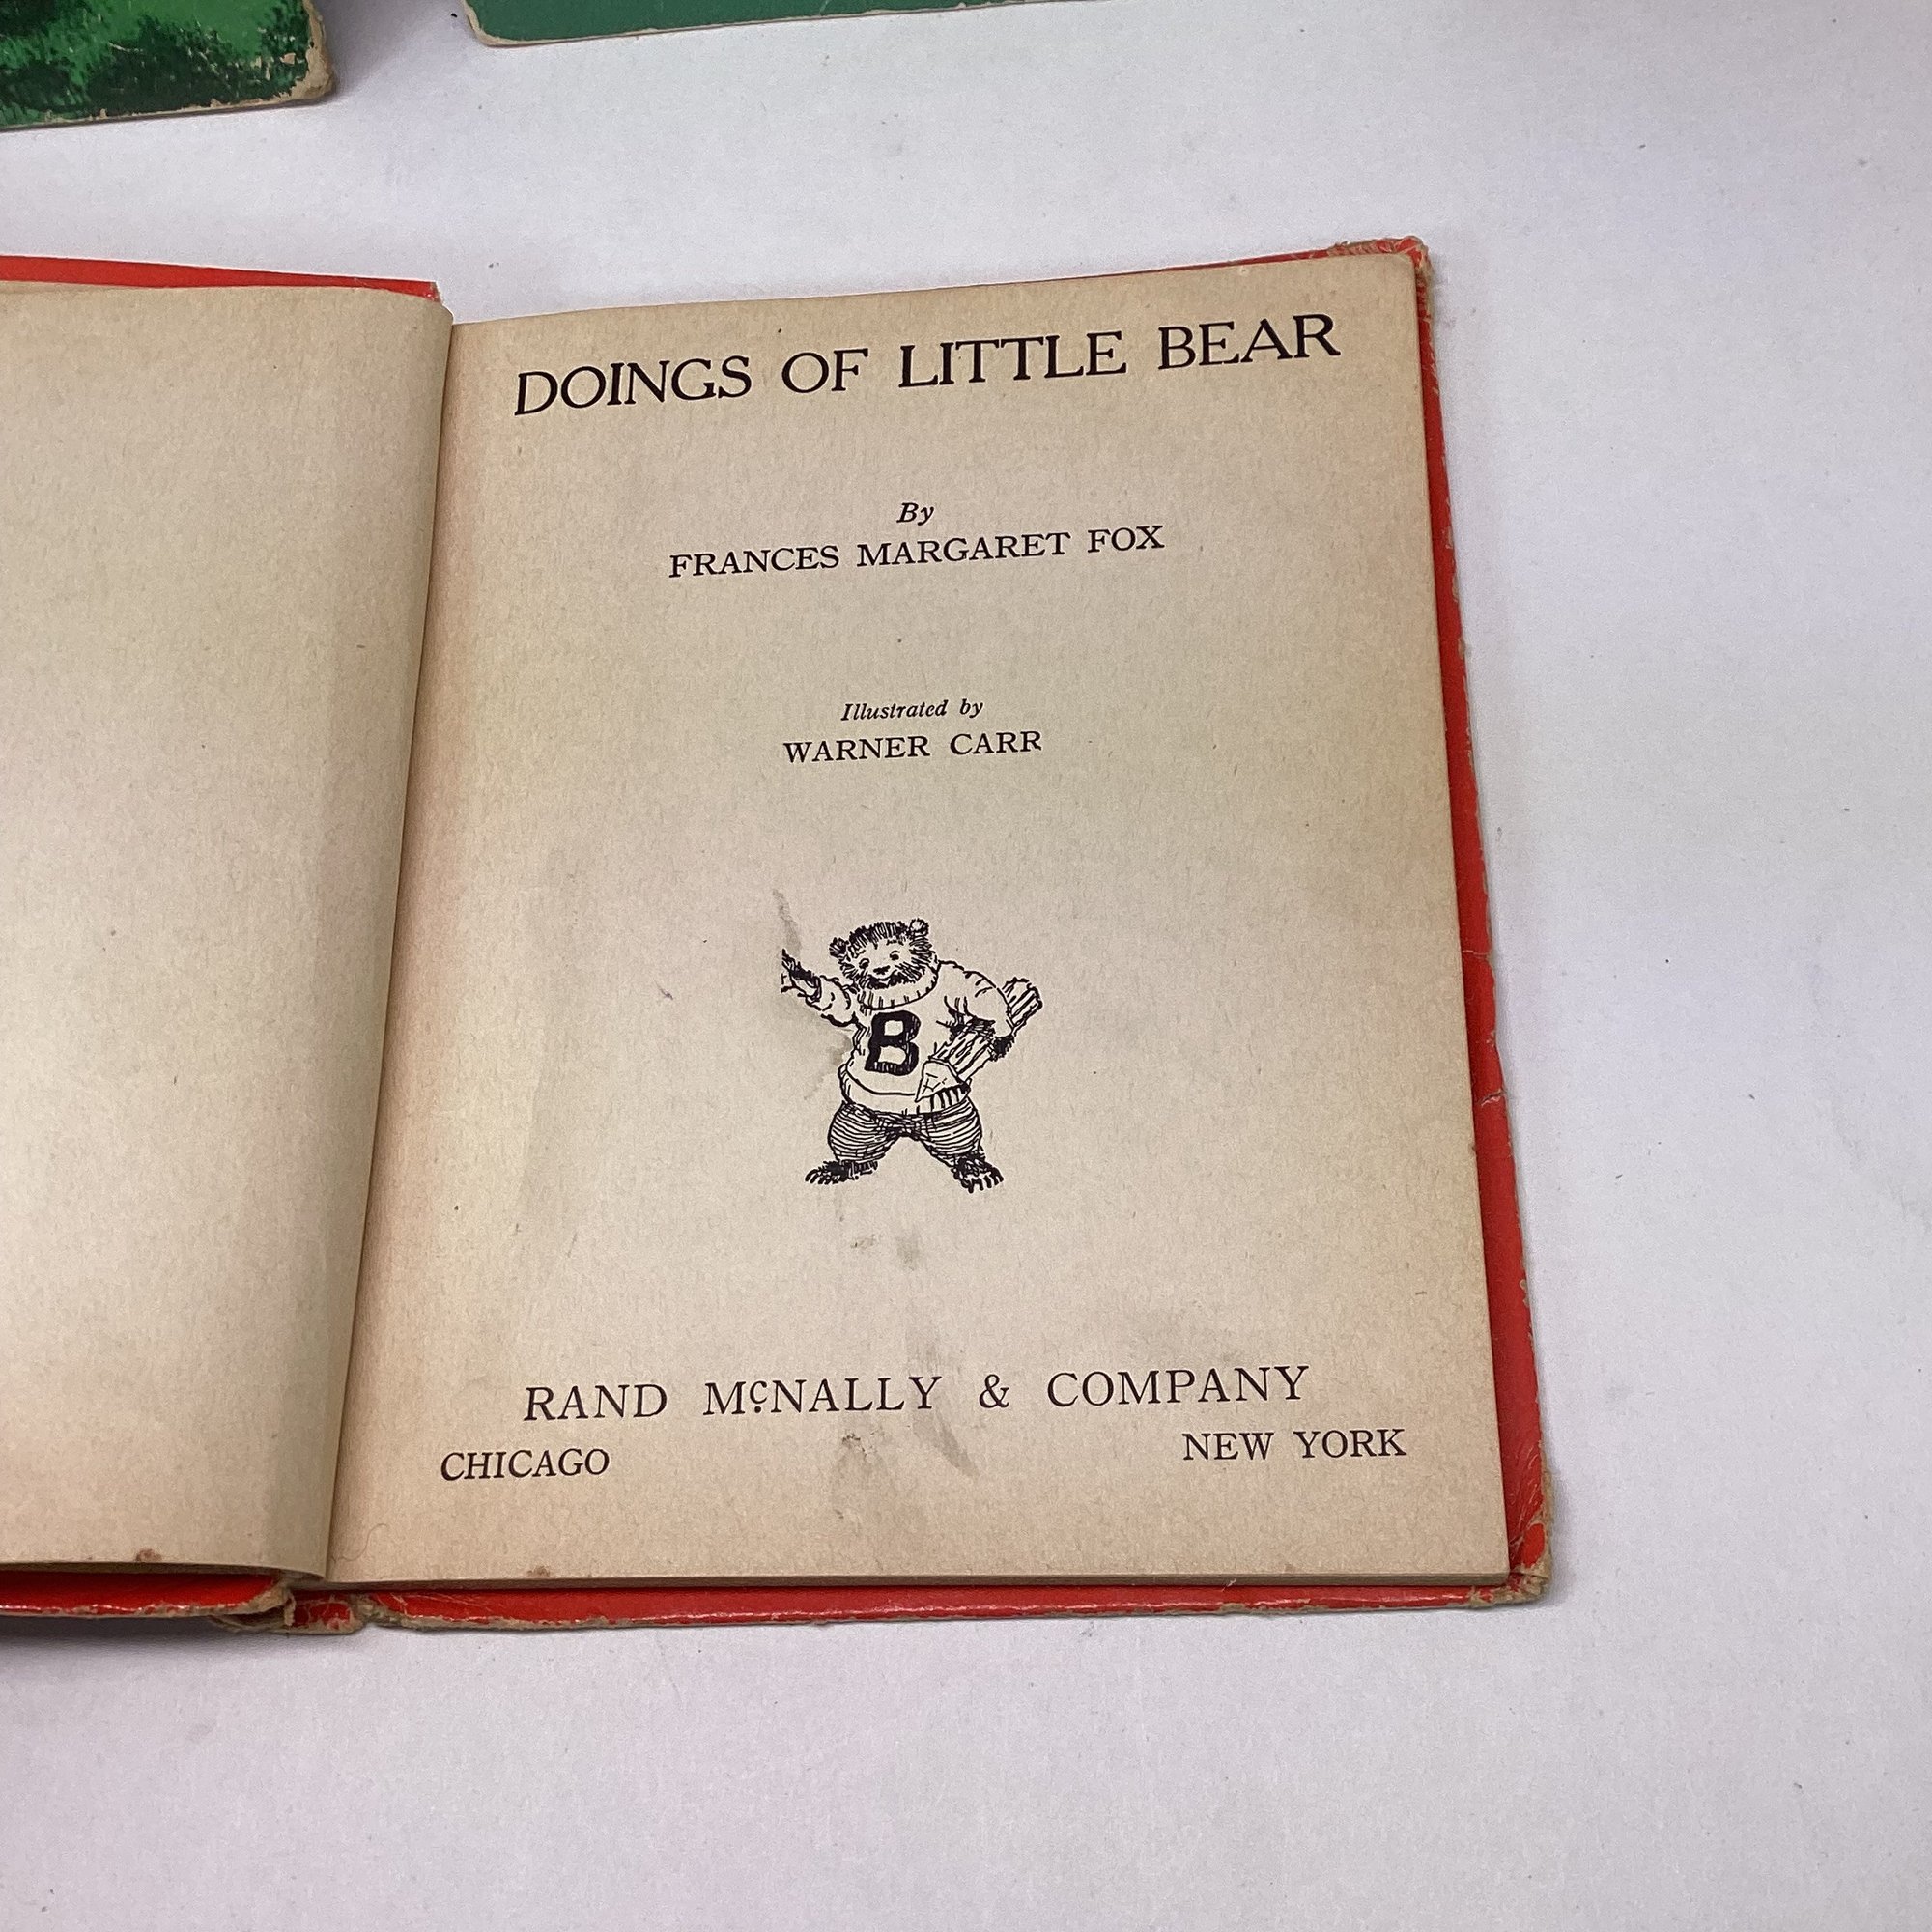 DOINGS OF LITTLE BEAR
By
FRANCES MARGARET FOX
Illustrated by
WARNER CARR
B
RAND McNALLY & COMPANY
CHICAGO NEW YORK